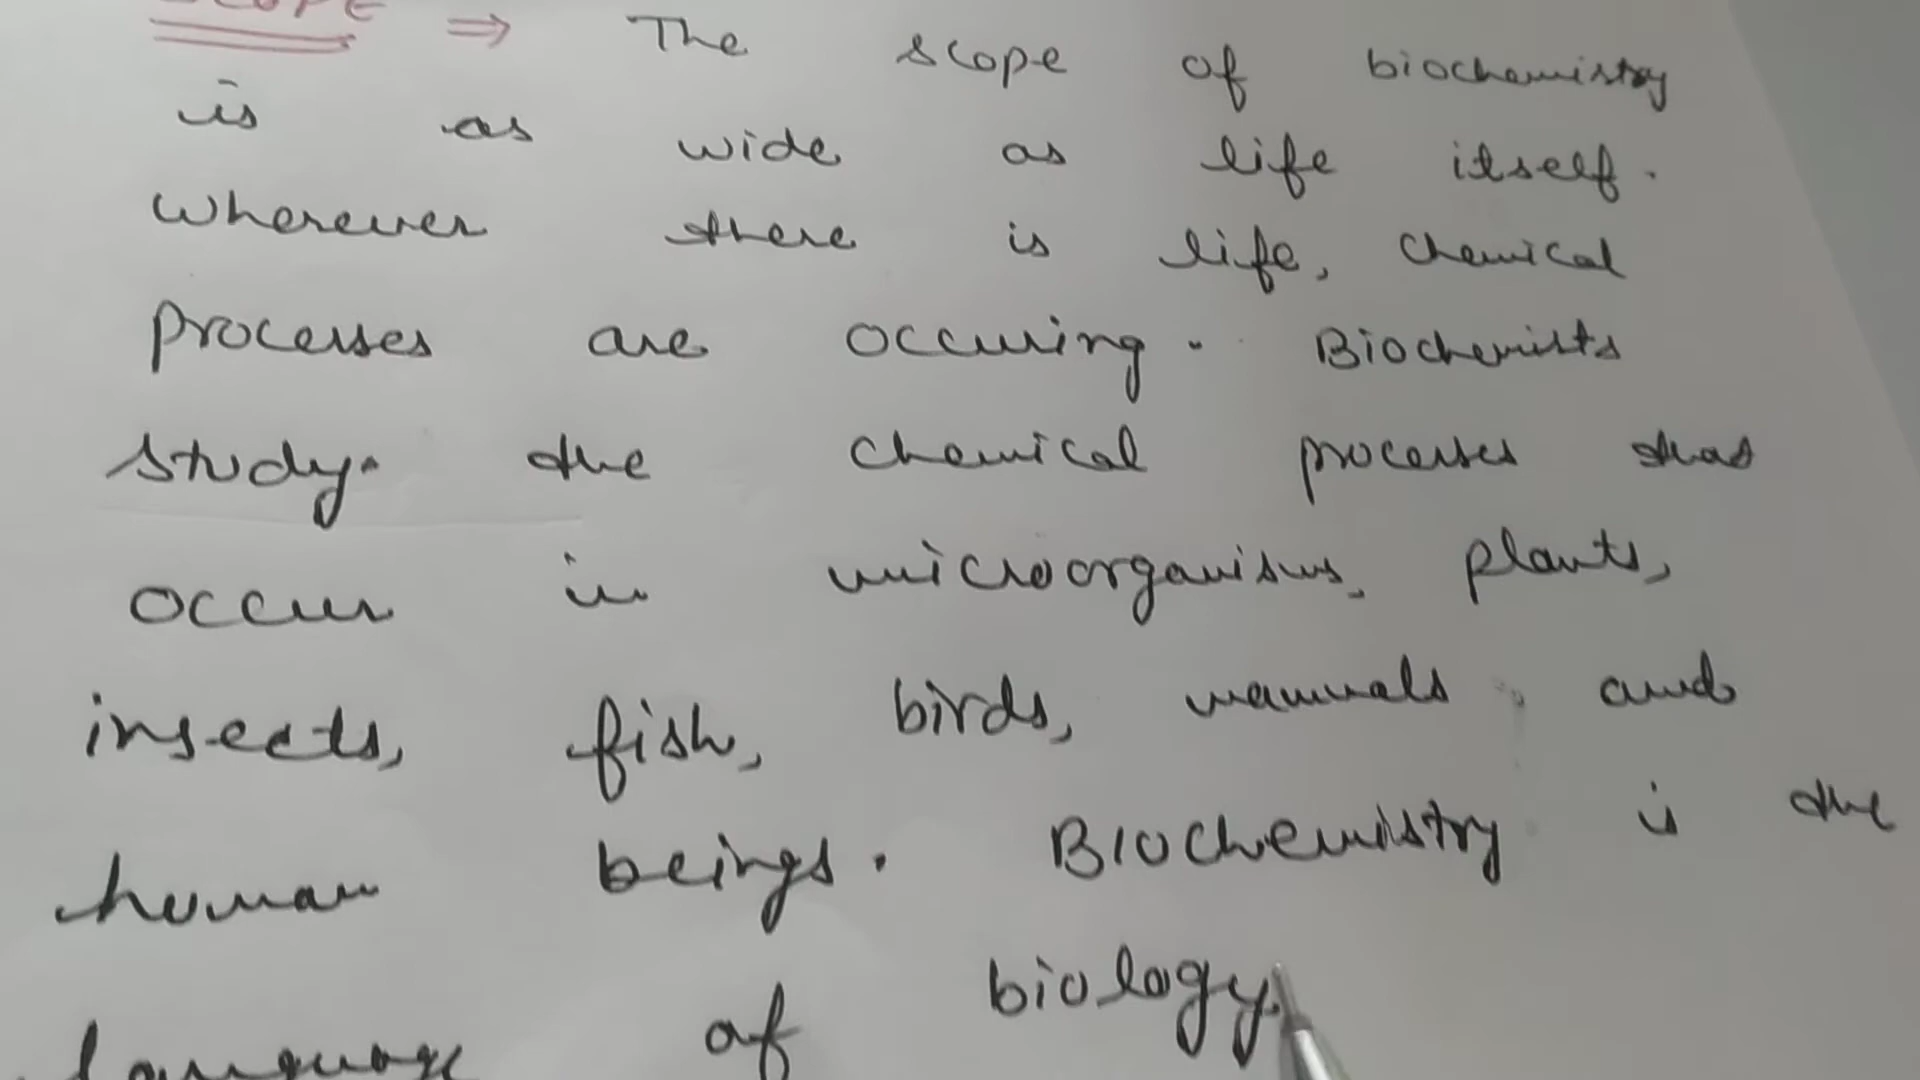 SCOPE ⇒ The scope of biochemistry
is as wide as life itself.
Wherever there is life, chemical
processes are occuring. Biochemists
study. the chemical processes that
occur in microorganisms, plants,
insects, fish, birds, mammals, and
human beings. Biochemistry is the
language of biology.